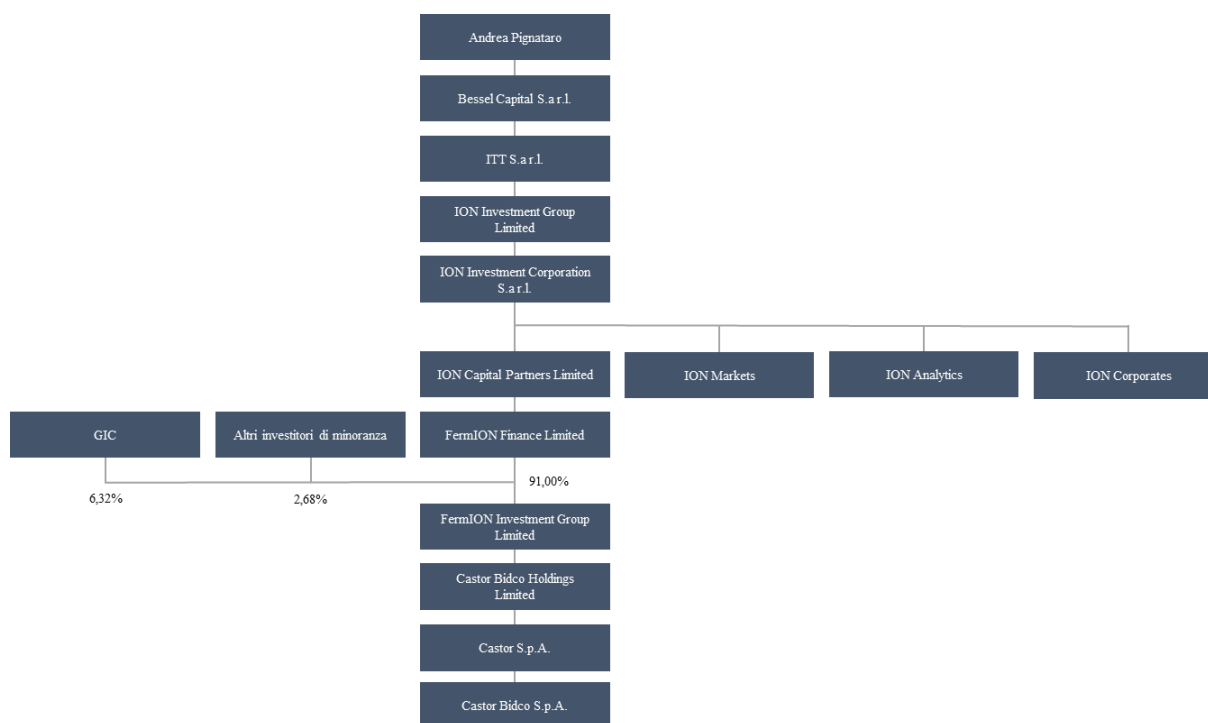 Andrea Pignataro
Bessel Capital S.a r.l.
ITT S.a r.l.
ION Investment Group
Limited
ION Investment Corporation
S.a r.l.
ION Capital Partners Limited
ION Markets
ION Analytics
ION Corporates
GIC
Altri investitori di minoranza
FermION Finance Limited
6,32%
2,68%
91,00%
FermION Investment Group
Limited
Castor Bidco Holdings
Limited
Castor S.p.A.
Castor Bidco S.p.A.